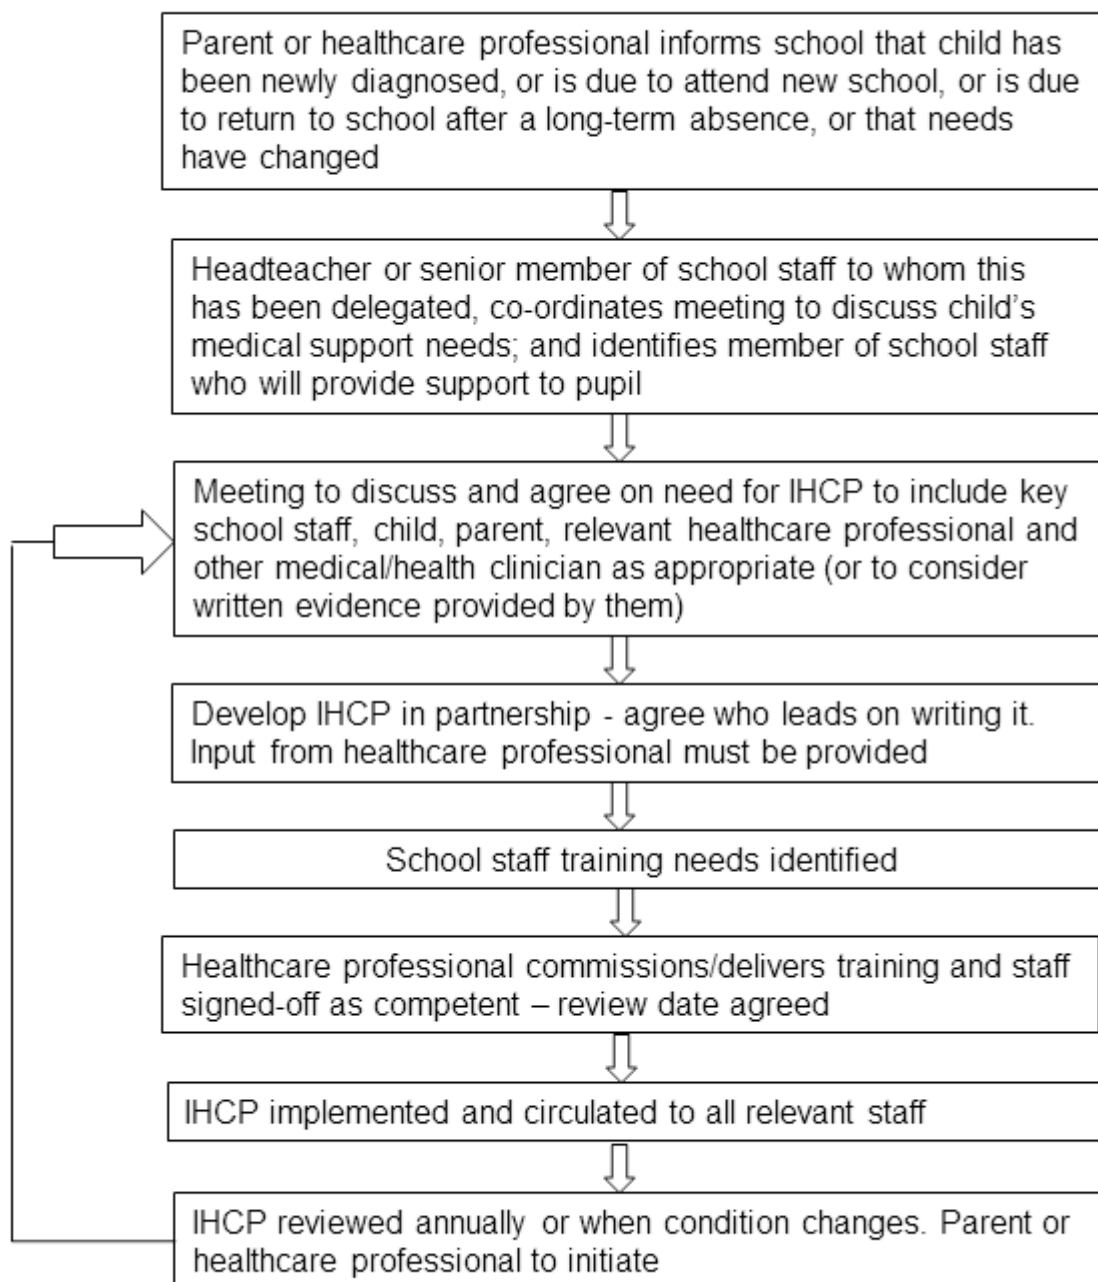 Parent or healthcare professional informs school that child has
been newly diagnosed, or is due to attend new school, or is due
to return to school after a long-term absence, or that needs
have changed
Headteacher or senior member of school staff to whom this
has been delegated, co-ordinates meeting to discuss child's
medical support needs; and identifies member of school staff
who will provide support to pupil
Meeting to discuss and agree on need for IHCP to include key
school staff, child, parent, relevant healthcare professional and
other medical/health clinician as appropriate (or to consider
written evidence provided by them)
Develop IHCP in partnership - agree who leads on writing it.
Input from healthcare professional must be provided
School staff training needs identified
Healthcare professional commissions/delivers training and staff
signed-off as competent – review date agreed
IHCP implemented and circulated to all relevant staff
IHCP reviewed annually or when condition changes. Parent or
healthcare professional to initiate